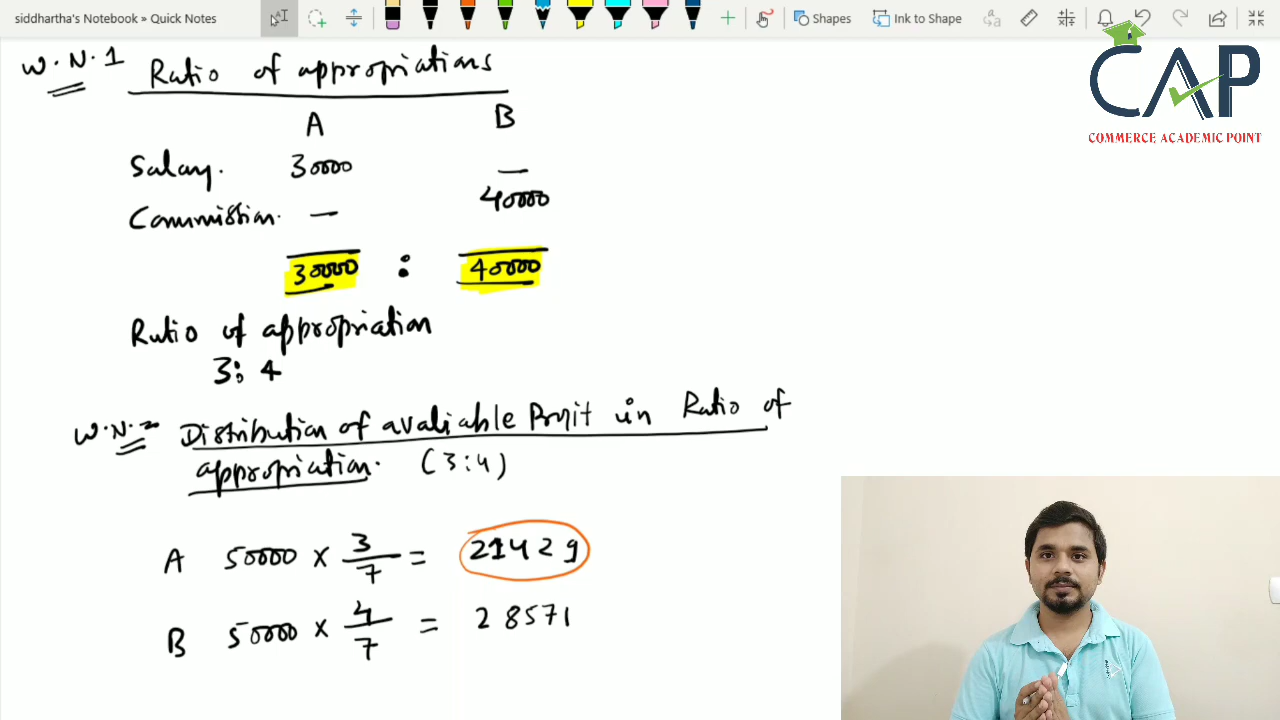 siddhartha's Notebook » Quick Notes
Shapes
Ink to Shape
CAP
COMMERCE ACADEMIC POINT
W.N.1 Ratio of appropriations
A B
Salary. 30000 —
Commission. — 40000
30000 : 40000
Ratio of appropriation
3:4
W.N.2 Distribution of avaliable Profit in Ratio of
appropriation. (3:4)
A 50000 × 3/7 = 21429
B 50000 × 4/7 = 28571